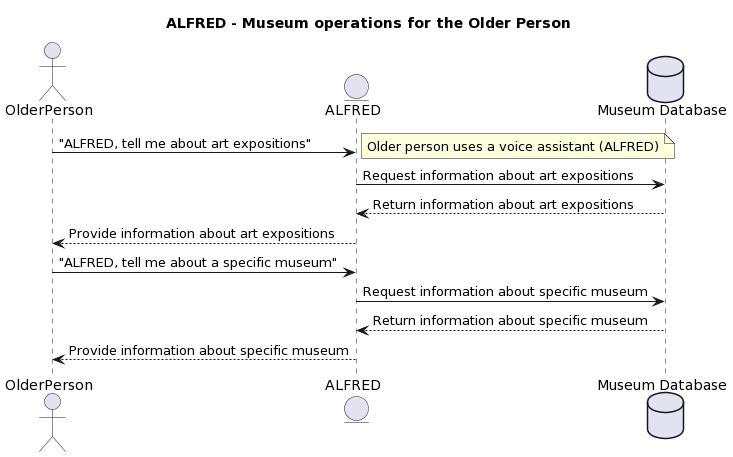 ALFRED - Museum operations for the Older Person
OlderPerson
ALFRED
Museum Database
"ALFRED, tell me about art expositions"
Older person uses a voice assistant (ALFRED)
Request information about art expositions
Return information about art expositions
Provide information about art expositions
"ALFRED, tell me about a specific museum"
Request information about specific museum
Return information about specific museum
Provide information about specific museum
OlderPerson
ALFRED
Museum Database